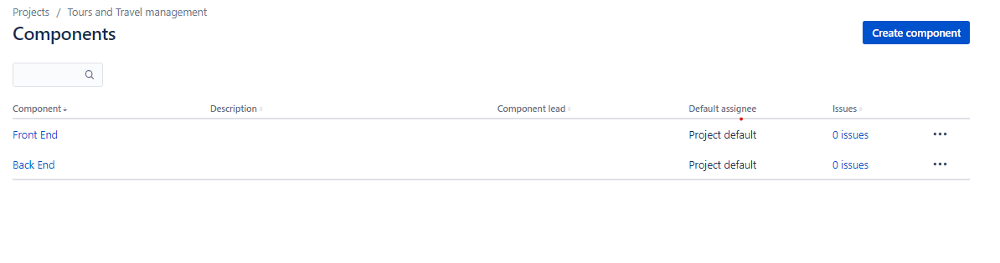 Projects / Tours and Travel management
Components
Create component
Component Description Component lead Default assignee Issues
Front End Project default 0 issues
Back End Project default 0 issues